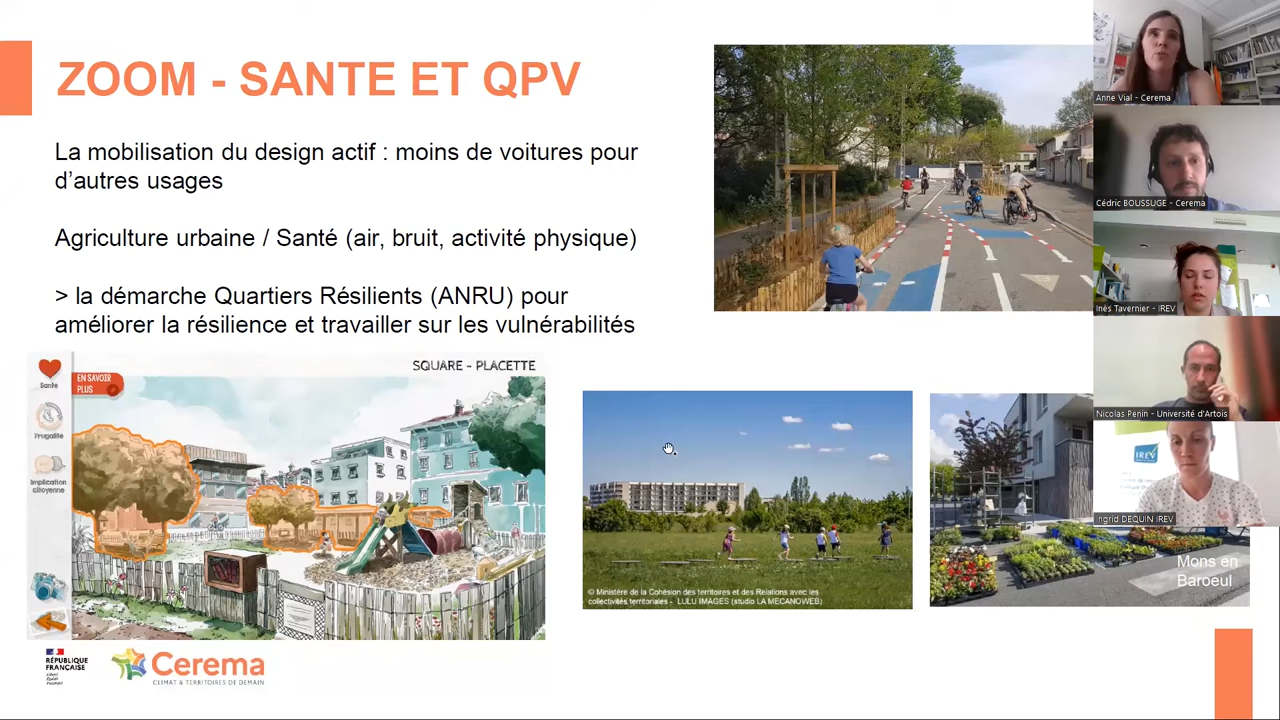 ZOOM - SANTE ET QPV
La mobilisation du design actif : moins de voitures pour
d'autres usages
Agriculture urbaine / Santé (air, bruit, activité physique)
> la démarche Quartiers Résilients (ANRU) pour
améliorer la résilience et travailler sur les vulnérabilités
SQUARE - PLACETTE
Santé
EN SAVOIR
PLUS
Frugalité
Implication
citoyenne
© Ministère de la Cohésion des territoires et des Relations avec les
collectivités territoriales - LULU IMAGES (studio LA MECANOWEB)
Mons en
Baroeul
RÉPUBLIQUE
FRANÇAISE
Liberté
Égalité
Fraternité
Cerema
CLIMAT & TERRITOIRES DE DEMAIN
Anne Vial - Cerema
Cédric BOUSSUGE - Cerema
Inès Tavernier - IREV
Nicolas Penin - Université d'Artois
IREV
Ingrid DEQUIN IREV